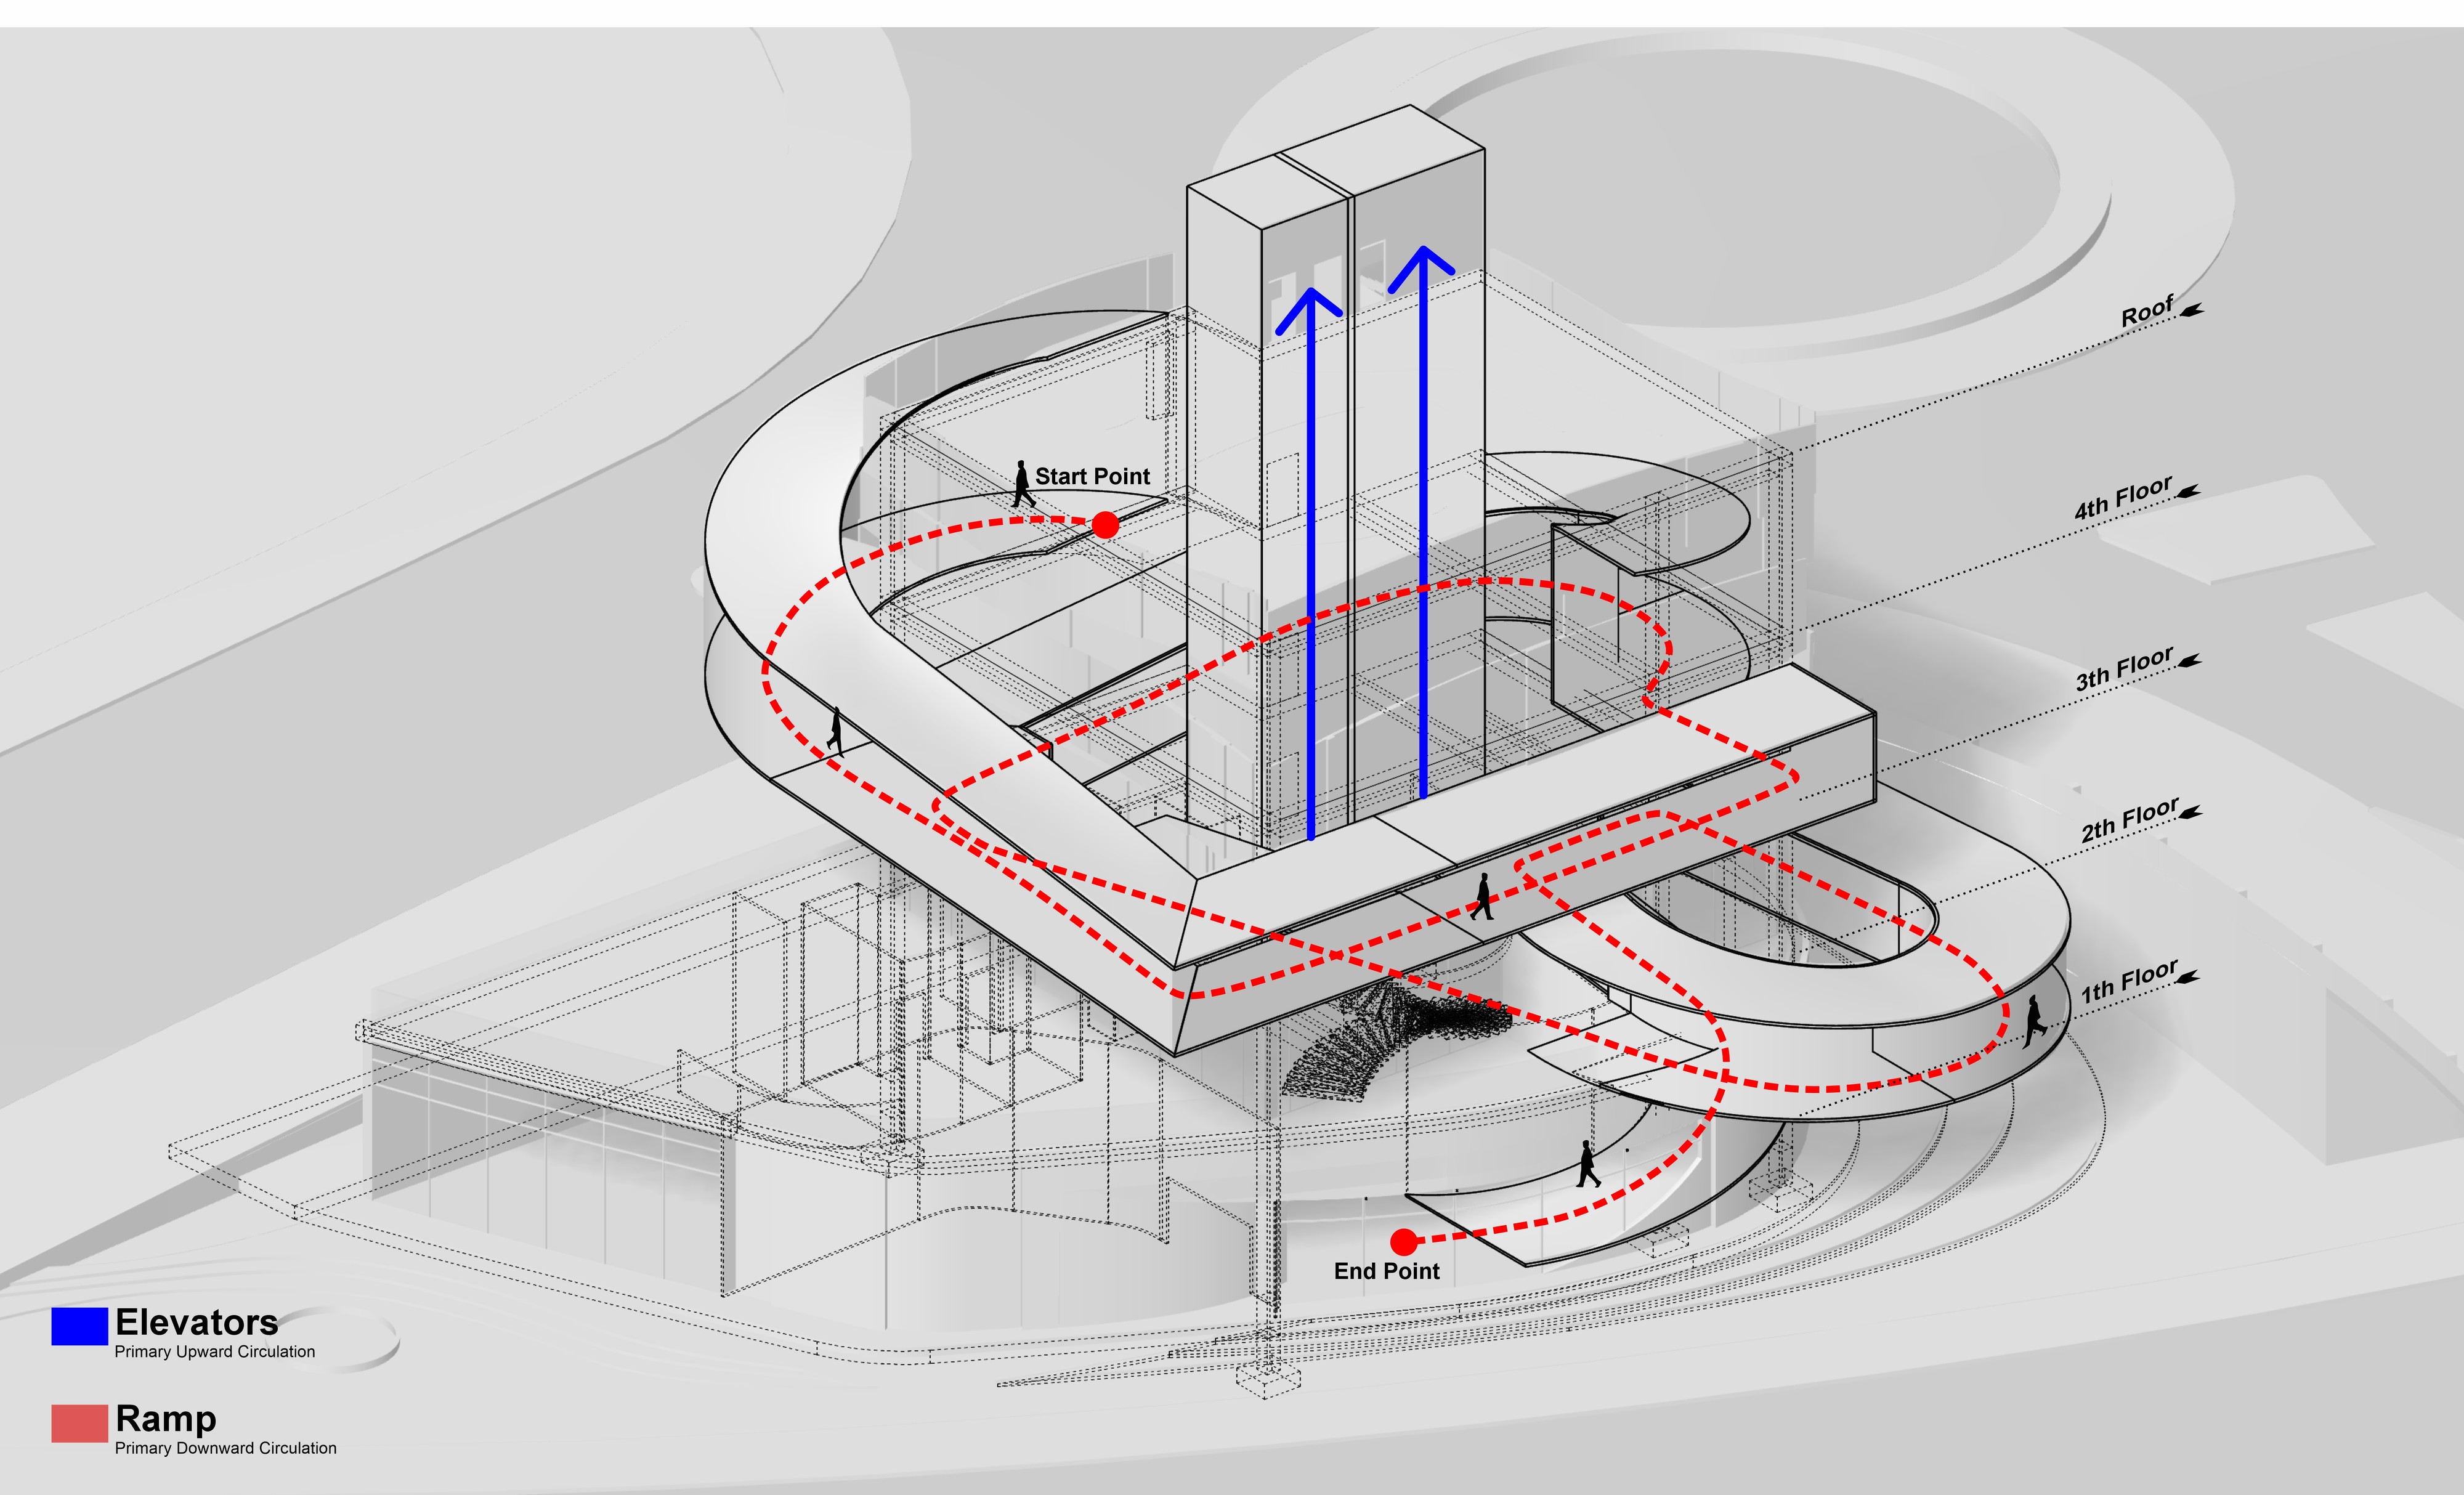 Roof
Start Point
4th Floor
3th Floor
2th Floor
1th Floor
End Point
Elevators
Primary Upward Circulation
Ramp
Primary Downward Circulation